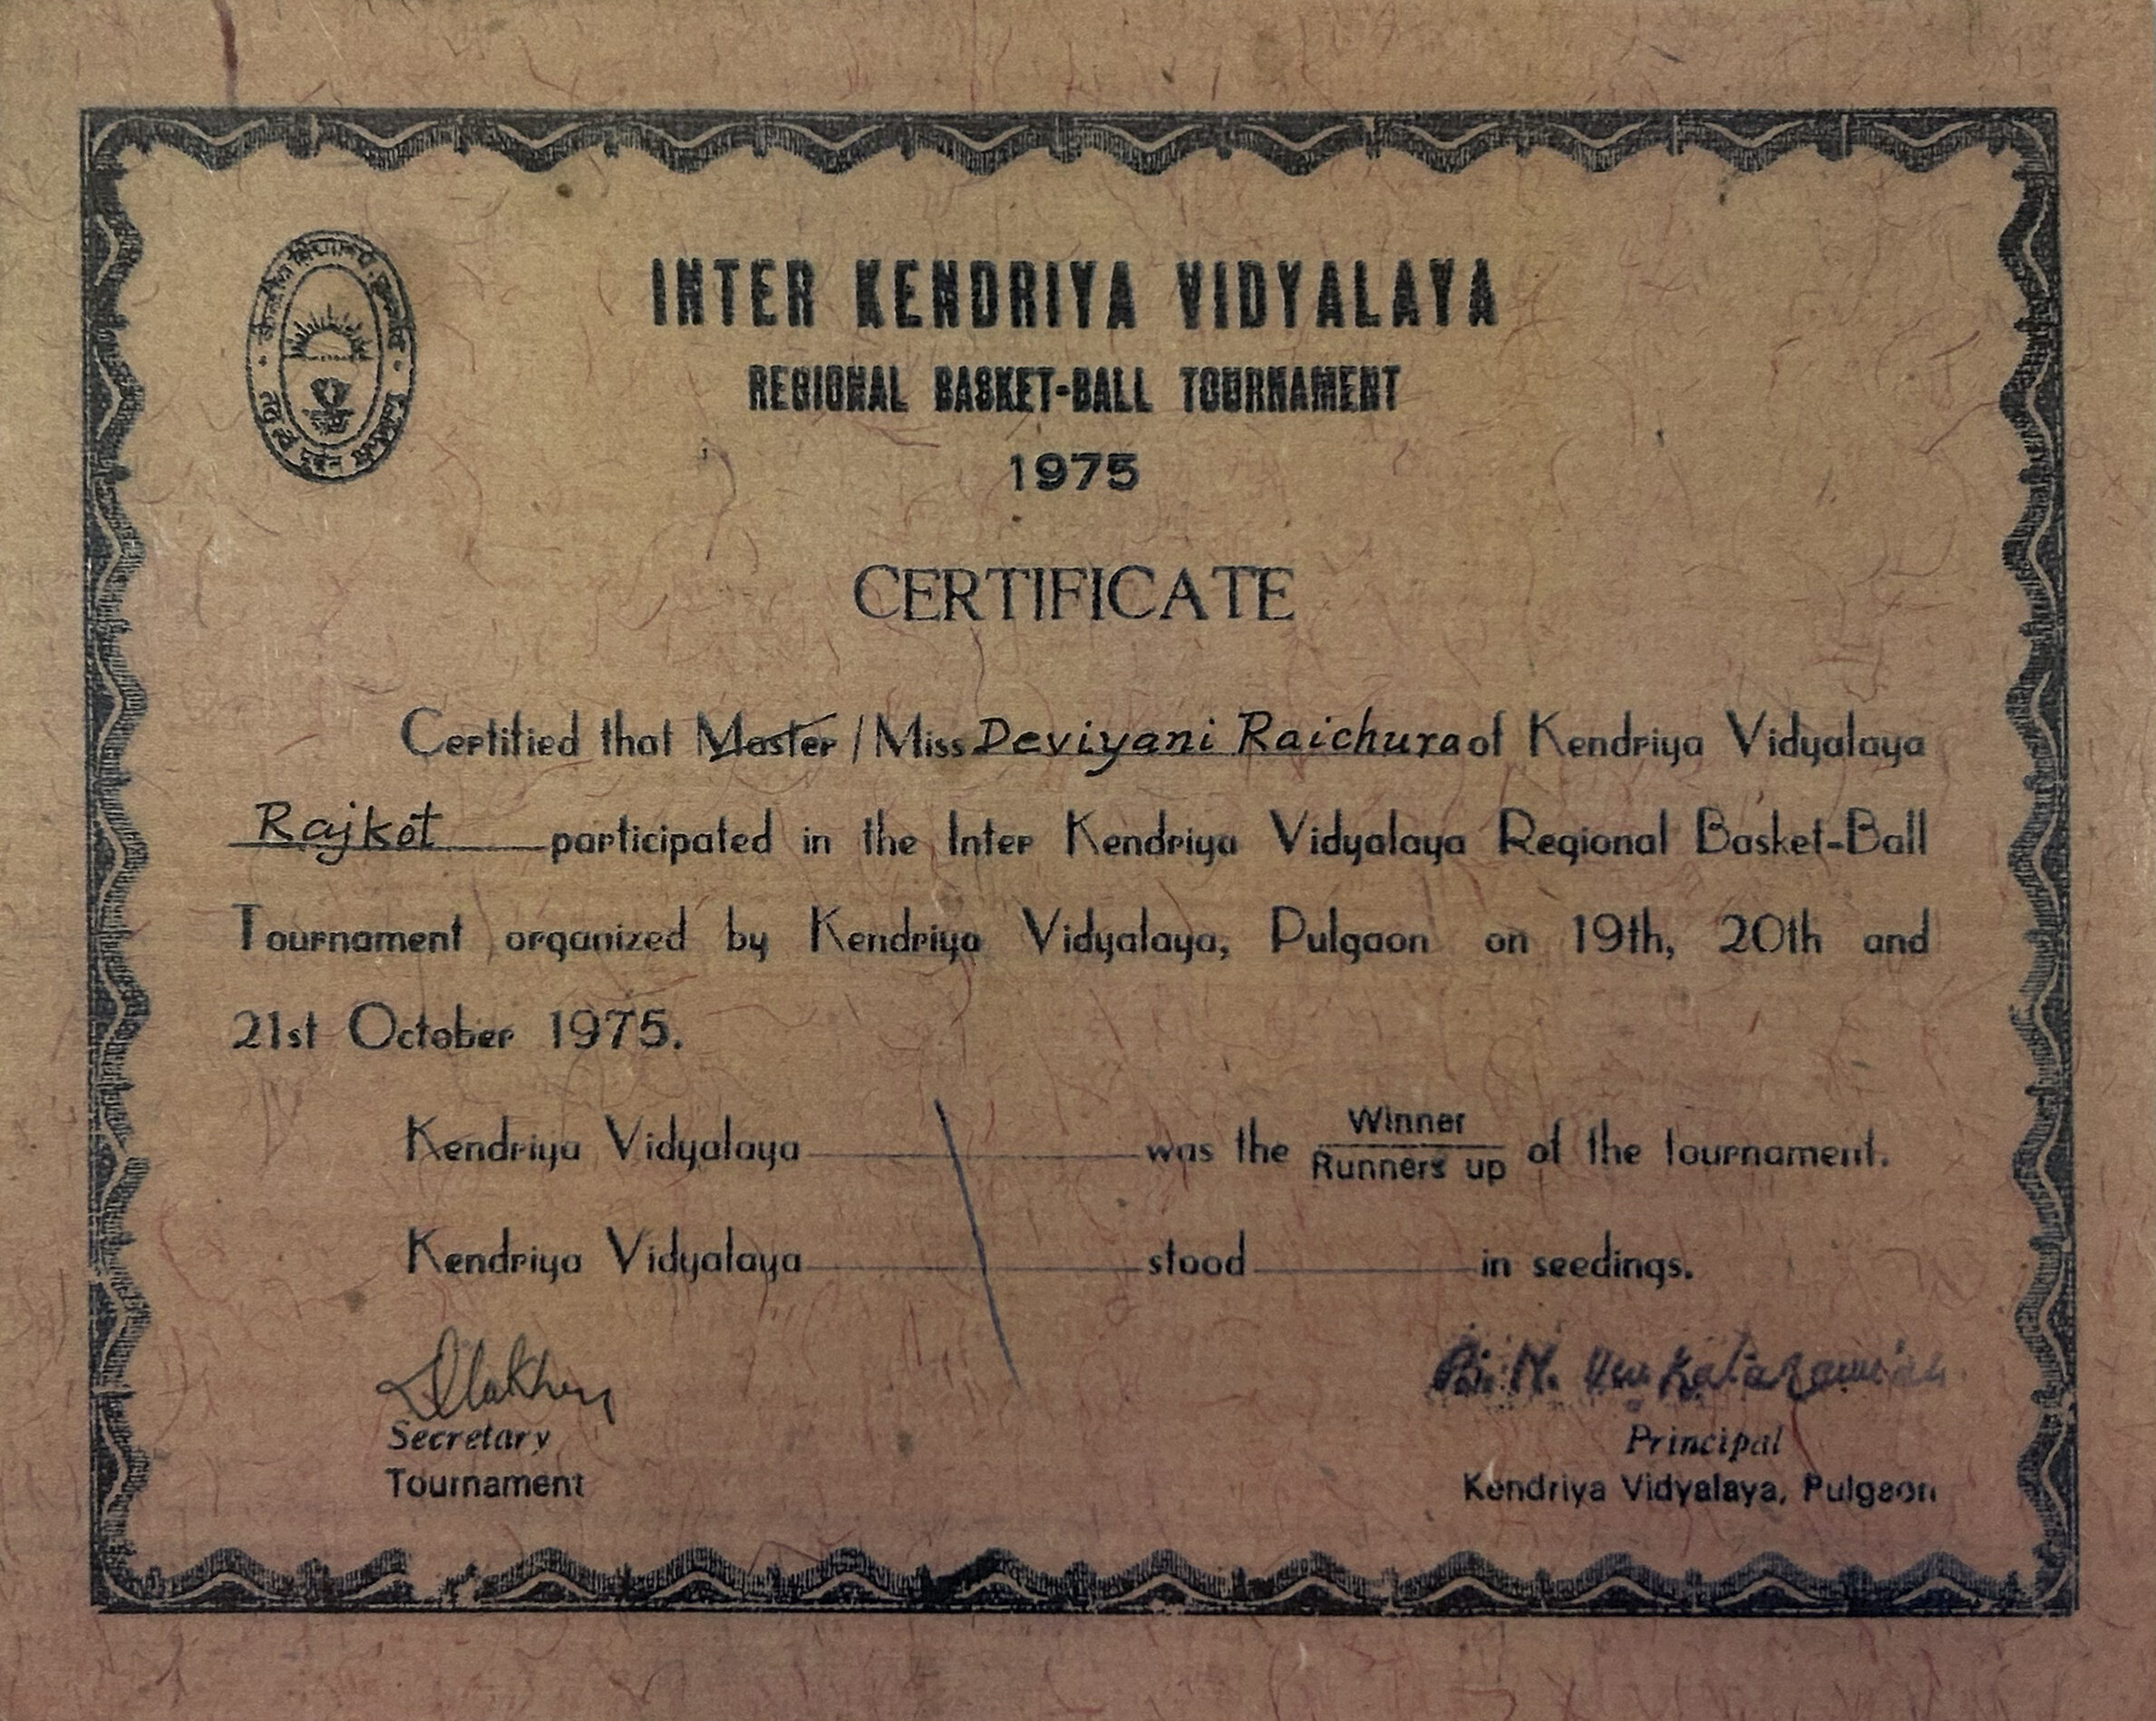 INTER KENDRIYA VIDYALAYA
REGIONAL BASKET-BALL TOURNAMENT
1975
CERTIFICATE
Certified that Master / Miss Deviyani Raichura of Kendriya Vidyalaya
Rajkot participated in the Inter Kendriya Vidyalaya Regional Basket-Ball
Tournament organized by Kendriya Vidyalaya, Pulgaon on 19th, 20th and
21st October 1975.
Kendriya Vidyalaya was the Winner
Runners up of the tournament.
Kendriya Vidyalaya stood in seedings.
B. M.
Secretary
Principal
Tournament
Kendriya Vidyalaya, Pulgaon